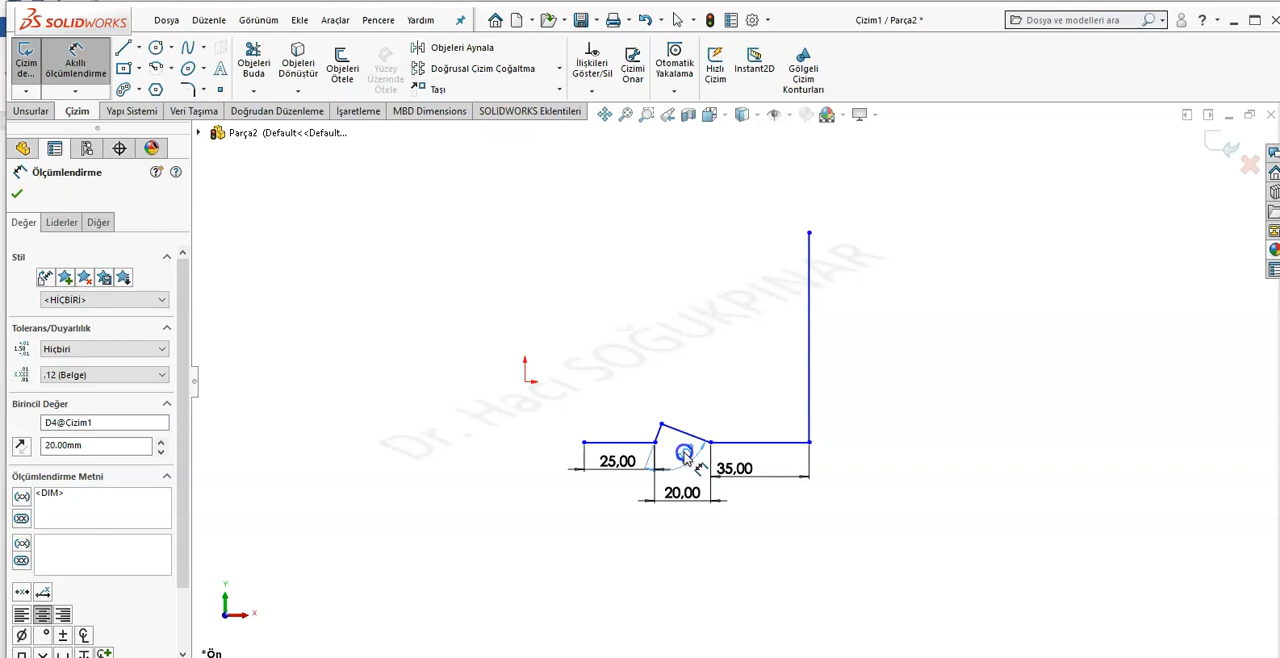 SOLIDWORKS
Dosya Düzenle Görünüm Ekle Araçlar Pencere Yardım
Çizim1 / Parça2 *
Dosya ve modelleri ara
Çizim de...
Akıllı ölçümlendirme
Objeleri Buda
Objeleri Dönüştür
Objeleri Ötele
Yüzey Üzerinde Ötele
Objeleri Aynala
Doğrusal Çizim Çoğaltma
Taşı
İlişkileri Göster/Sil
Çizimi Onar
Otomatik Yakalama
Hızlı Çizim
Instant2D
Gölgeli Çizim Konturları
Unsurlar Çizim Yapı Sistemi Veri Taşıma Doğrudan Düzenleme İşaretleme MBD Dimensions SOLIDWORKS Eklentileri
Parça2 (Default<<Default...
Ölçümlendirme
Değer Liderler Diğer
Stil
<HİÇBİRİ>
Tolerans/Duyarlılık
Hiçbiri
.12 (Belge)
Birincil Değer
D4@Çizim1
20.00mm
Ölçümlendirme Metni
<DIM>
Dr. Hacı SOĞUKPINAR
25,00
35,00
20,00
Y
X
*Ön